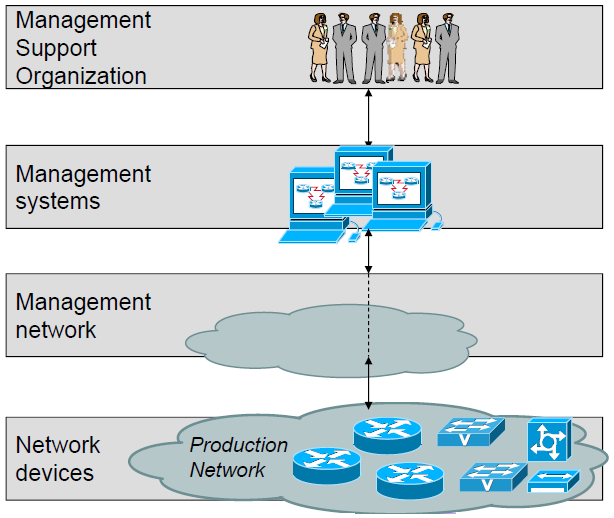 Management
Support
Organization
Management
systems
Management
network
Network
devices
Production
Network
V
V